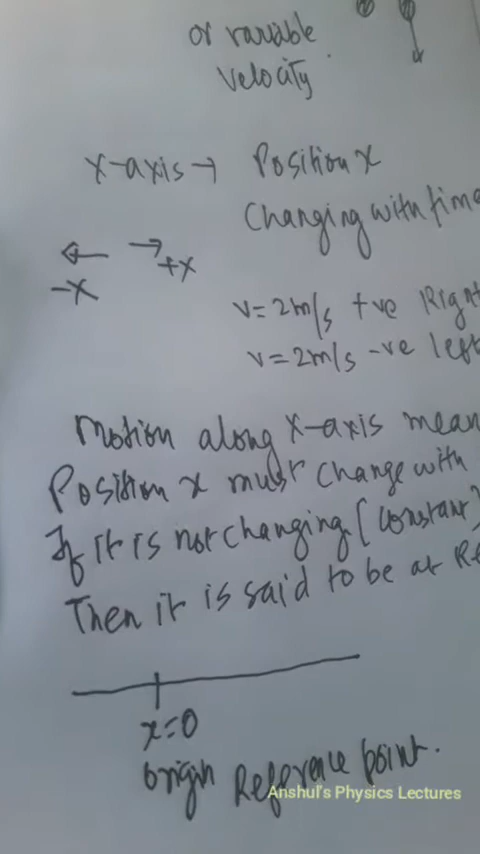 or variable
velocity
x-axis → Position x
Changing with time
-x +x
v=2m/s +ve Right
v=2m/s -ve left
Motion along x-axis mean
Position x must change with
If it is not changing (constant)
Then it is said to be at Re
x=0
origin Reference point.
Anshul's Physics Lectures